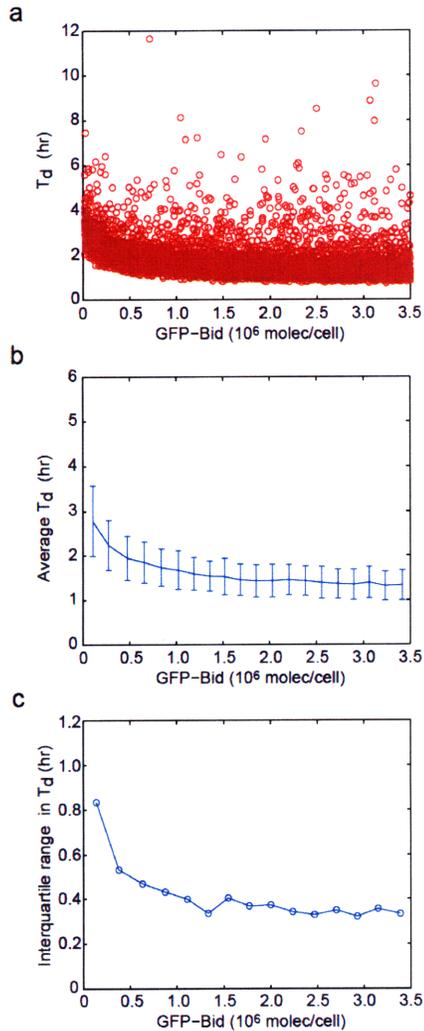 a
12
10
8
6
4
2
0
Td (hr)
0 0.5 1.0 1.5 2.0 2.5 3.0 3.5
GFP-Bid (10⁶ molec/cell)
b
6
5
4
3
2
1
0
Average Td (hr)
0 0.5 1.0 1.5 2.0 2.5 3.0 3.5
GFP-Bid (10⁶ molec/cell)
c
1.2
1.0
0.8
0.6
0.4
0.2
0
Interquartile range in Td (hr)
0 0.5 1.0 1.5 2.0 2.5 3.0 3.5
GFP-Bid (10⁶ molec/cell)